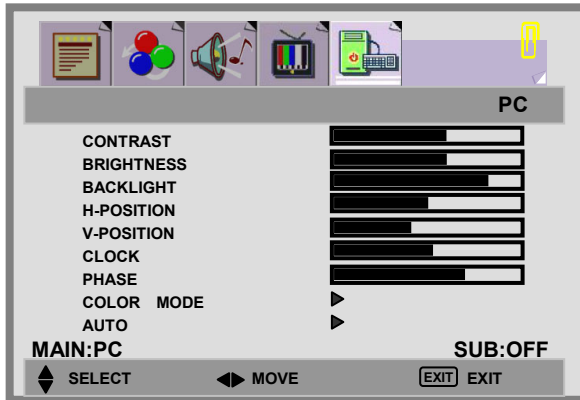 PC
CONTRAST
BRIGHTNESS
BACKLIGHT
H-POSITION
V-POSITION
CLOCK
PHASE
COLOR MODE
AUTO
MAIN:PC SUB:OFF
SELECT MOVE EXIT EXIT